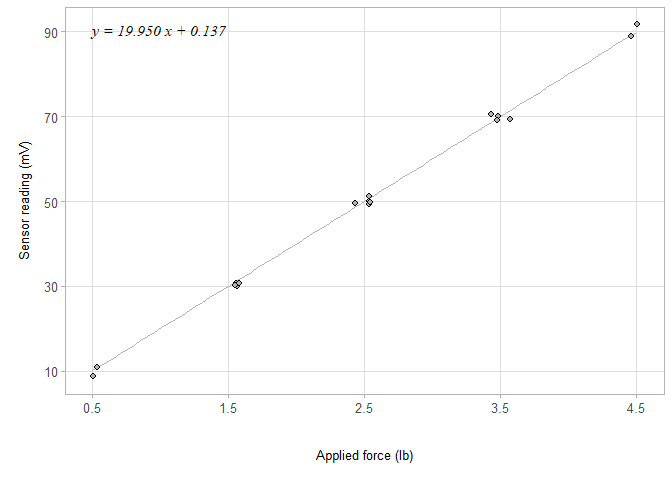 y = 19.950 x + 0.137
90
70
50
30
10
Sensor reading (mV)
0.5 1.5 2.5 3.5 4.5
Applied force (lb)